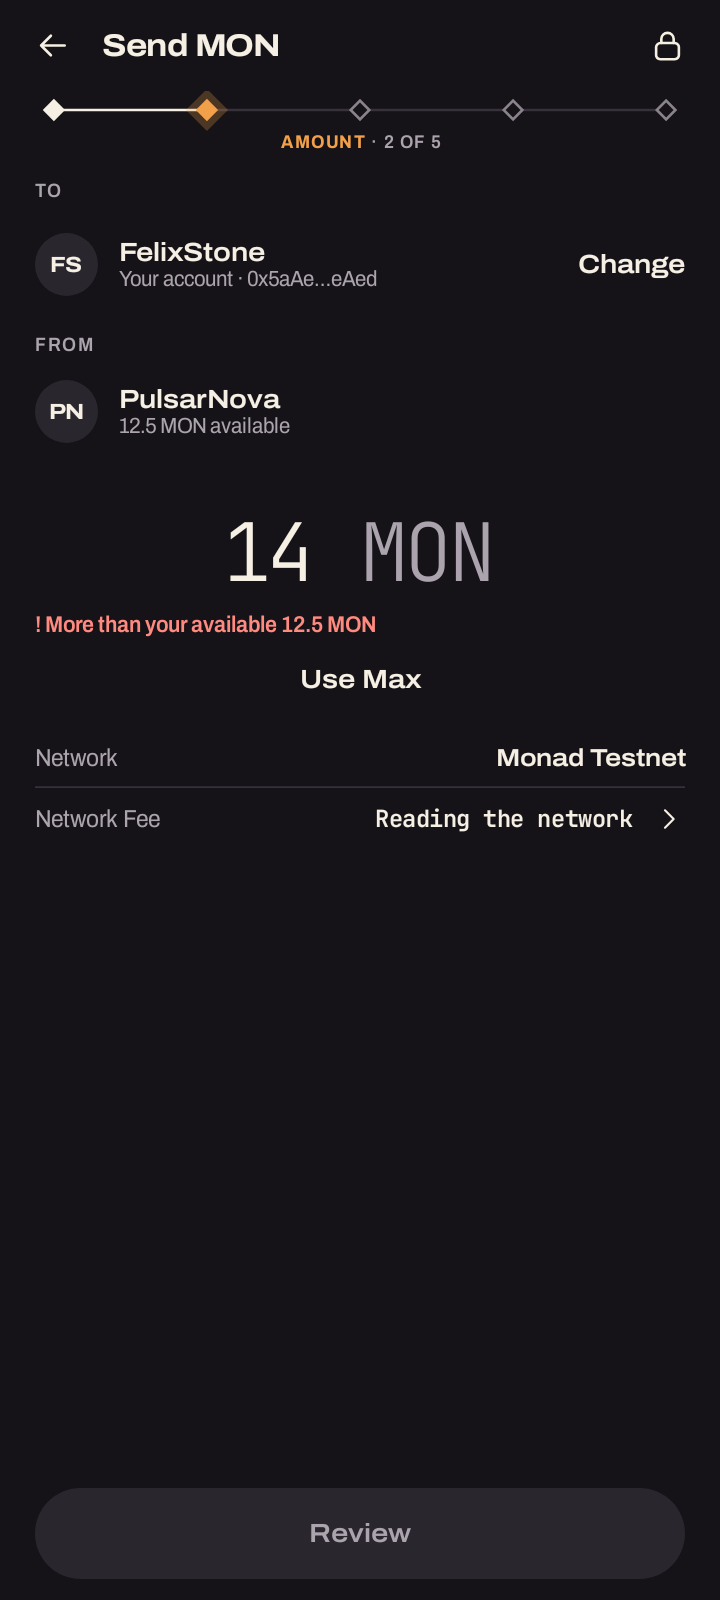 Send MON
AMOUNT · 2 OF 5
TO
FS
FelixStone
Your account · 0x5aAe...eAed
Change
FROM
PN
PulsarNova
12.5 MON available
14 MON
! More than your available 12.5 MON
Use Max
Network
Monad Testnet
Network Fee
Reading the network
Review